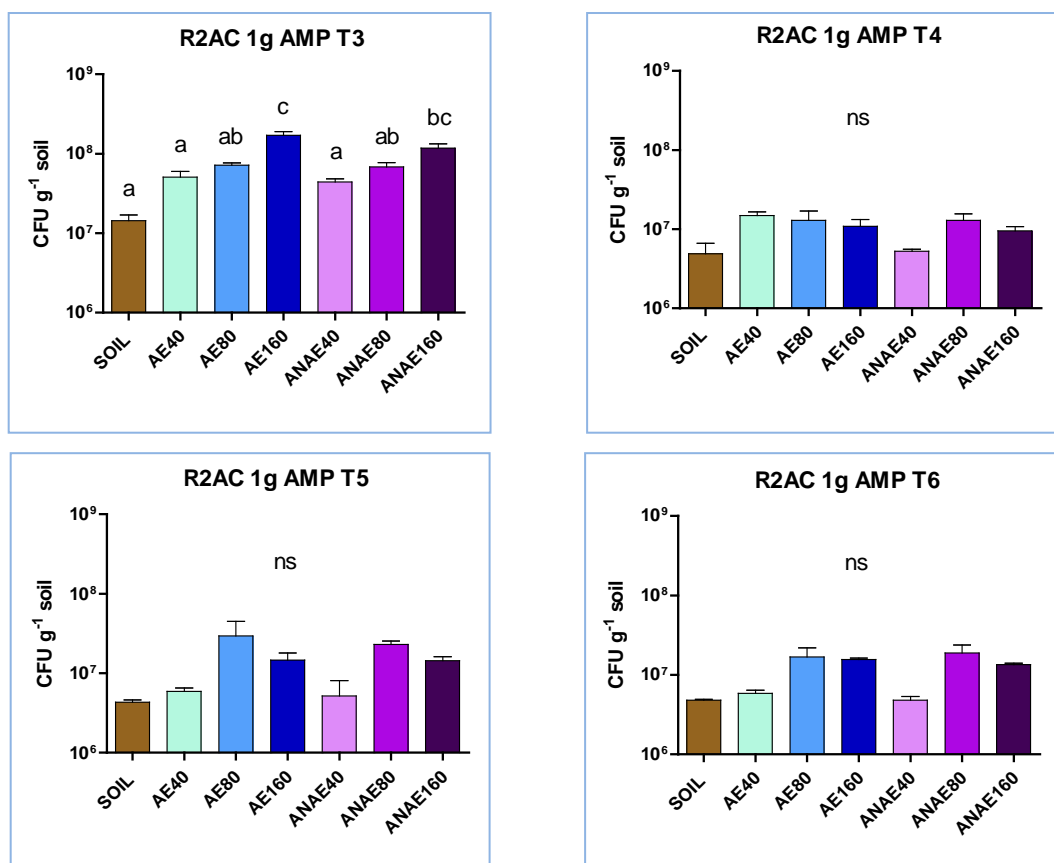 R2AC 1g AMP T3
CFU g⁻¹ soil
10⁹
10⁸
10⁷
10⁶
a
a
ab
c
a
ab
bc
SOIL
AE40
AE80
AE160
ANAE40
ANAE80
ANAE160
R2AC 1g AMP T4
CFU g⁻¹ soil
10⁹
10⁸
10⁷
10⁶
ns
SOIL
AE40
AE80
AE160
ANAE40
ANAE80
ANAE160
R2AC 1g AMP T5
CFU g⁻¹ soil
10⁹
10⁸
10⁷
10⁶
ns
SOIL
AE40
AE80
AE160
ANAE40
ANAE80
ANAE160
R2AC 1g AMP T6
CFU g⁻¹ soil
10⁹
10⁸
10⁷
10⁶
ns
SOIL
AE40
AE80
AE160
ANAE40
ANAE80
ANAE160